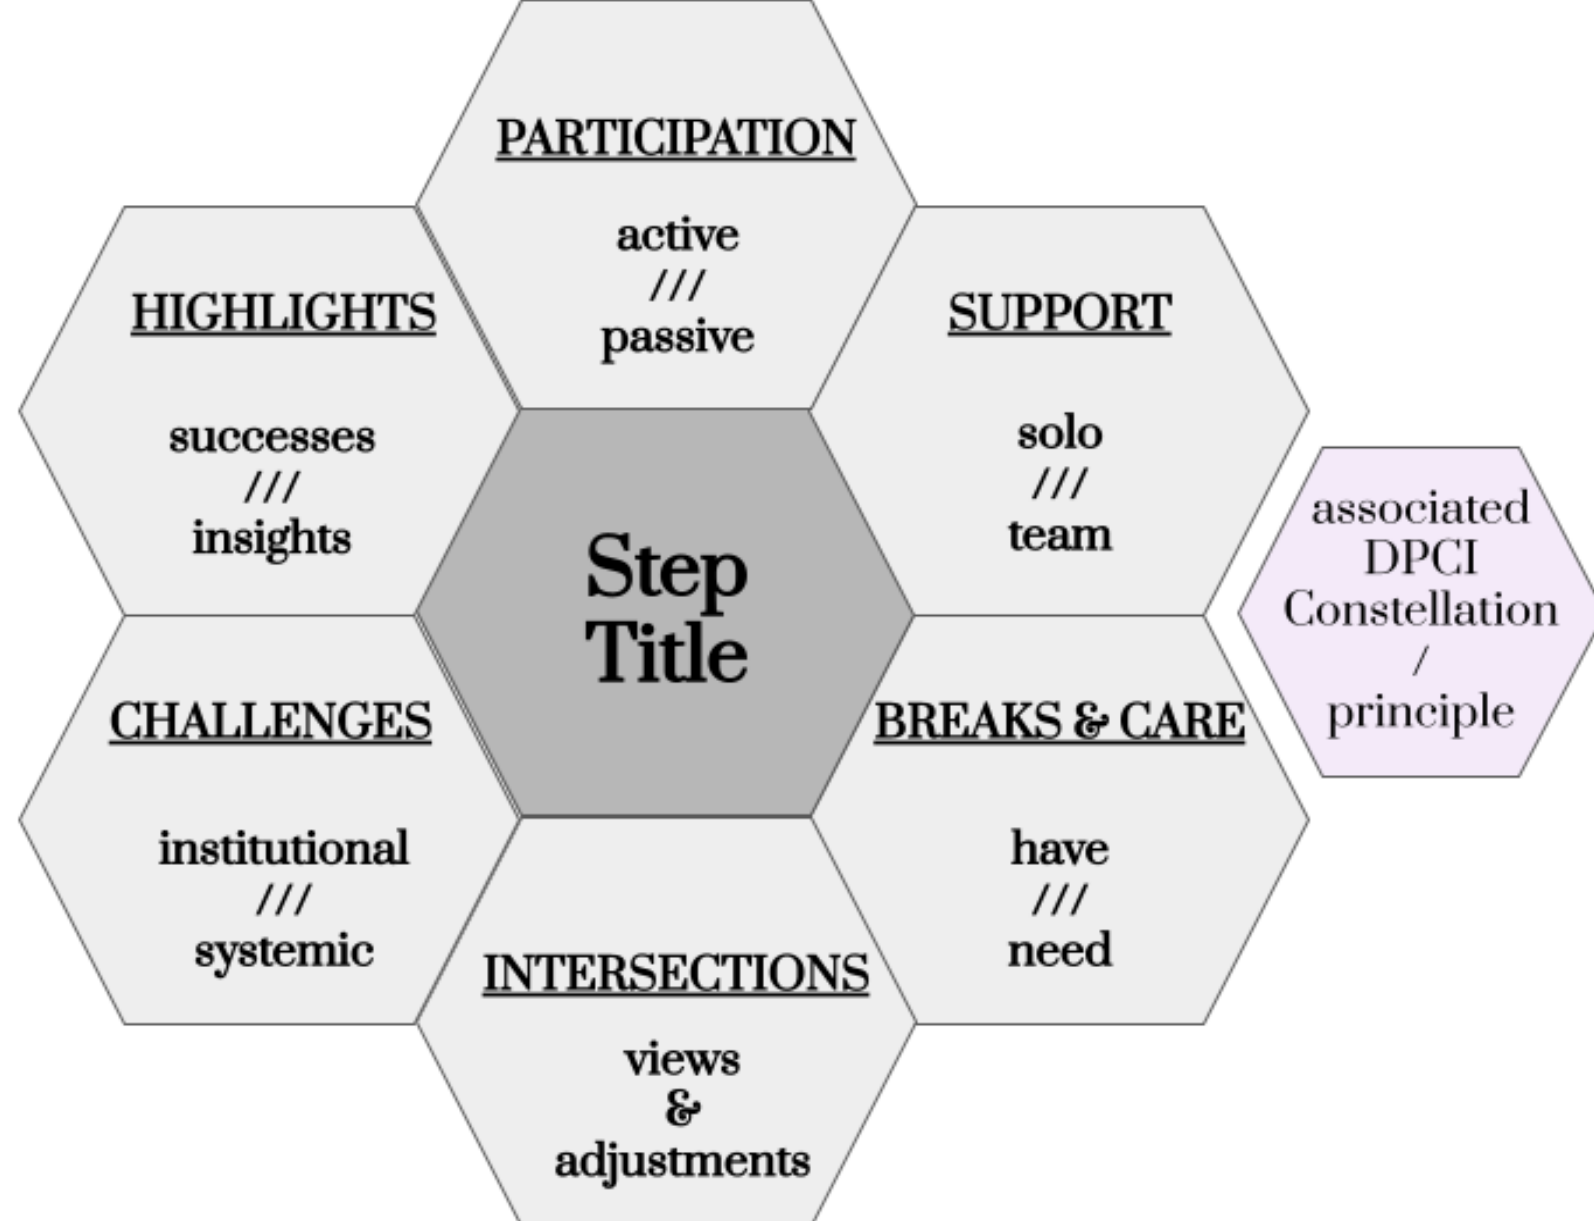 PARTICIPATION
active
///
passive
HIGHLIGHTS
successes
///
insights
SUPPORT
solo
///
team
Step
Title
associated
DPCI
Constellation
/
principle
CHALLENGES
institutional
///
systemic
BREAKS & CARE
have
///
need
INTERSECTIONS
views
&
adjustments